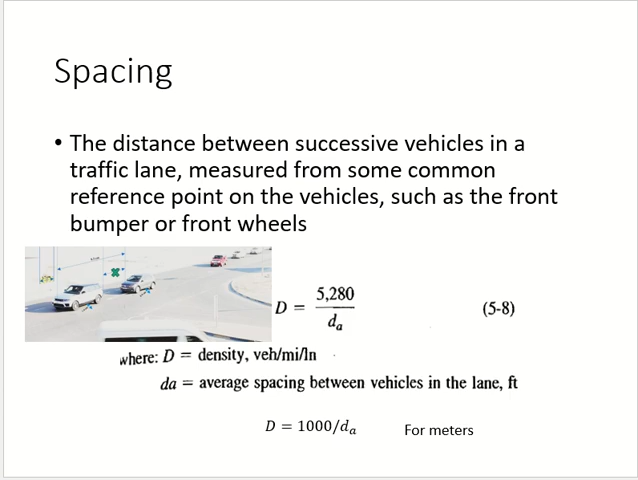 Spacing
• The distance between successive vehicles in a
traffic lane, measured from some common
reference point on the vehicles, such as the front
bumper or front wheels
D = 5,280 / da (5-8)
where: D = density, veh/mi/ln
da = average spacing between vehicles in the lane, ft
D = 1000/da For meters